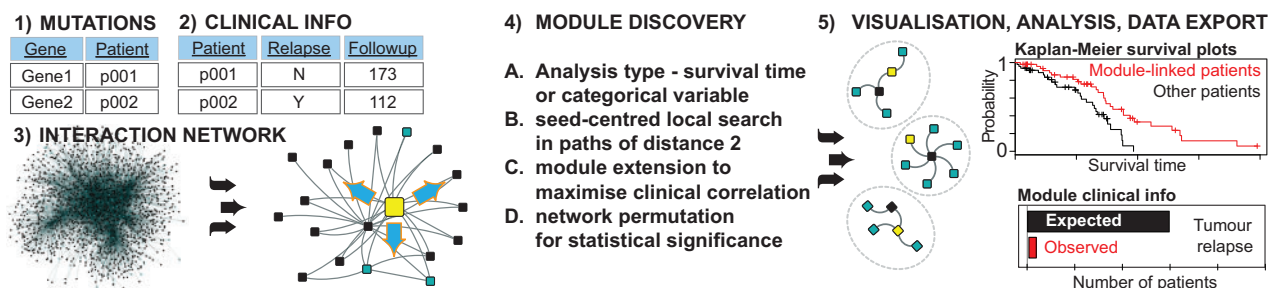 1) MUTATIONS
Gene Patient
Gene1 p001
Gene2 p002
2) CLINICAL INFO
Patient Relapse Followup
p001 N 173
p002 Y 112
3) INTERACTION NETWORK
4) MODULE DISCOVERY
A. Analysis type - survival time
or categorical variable
B. seed-centred local search
in paths of distance 2
C. module extension to
maximise clinical correlation
D. network permutation
for statistical significance
5) VISUALISATION, ANALYSIS, DATA EXPORT
Kaplan-Meier survival plots
Module-linked patients
Other patients
Probability
1
0
Survival time
Module clinical info
Expected
Observed
Tumour
relapse
Number of patients